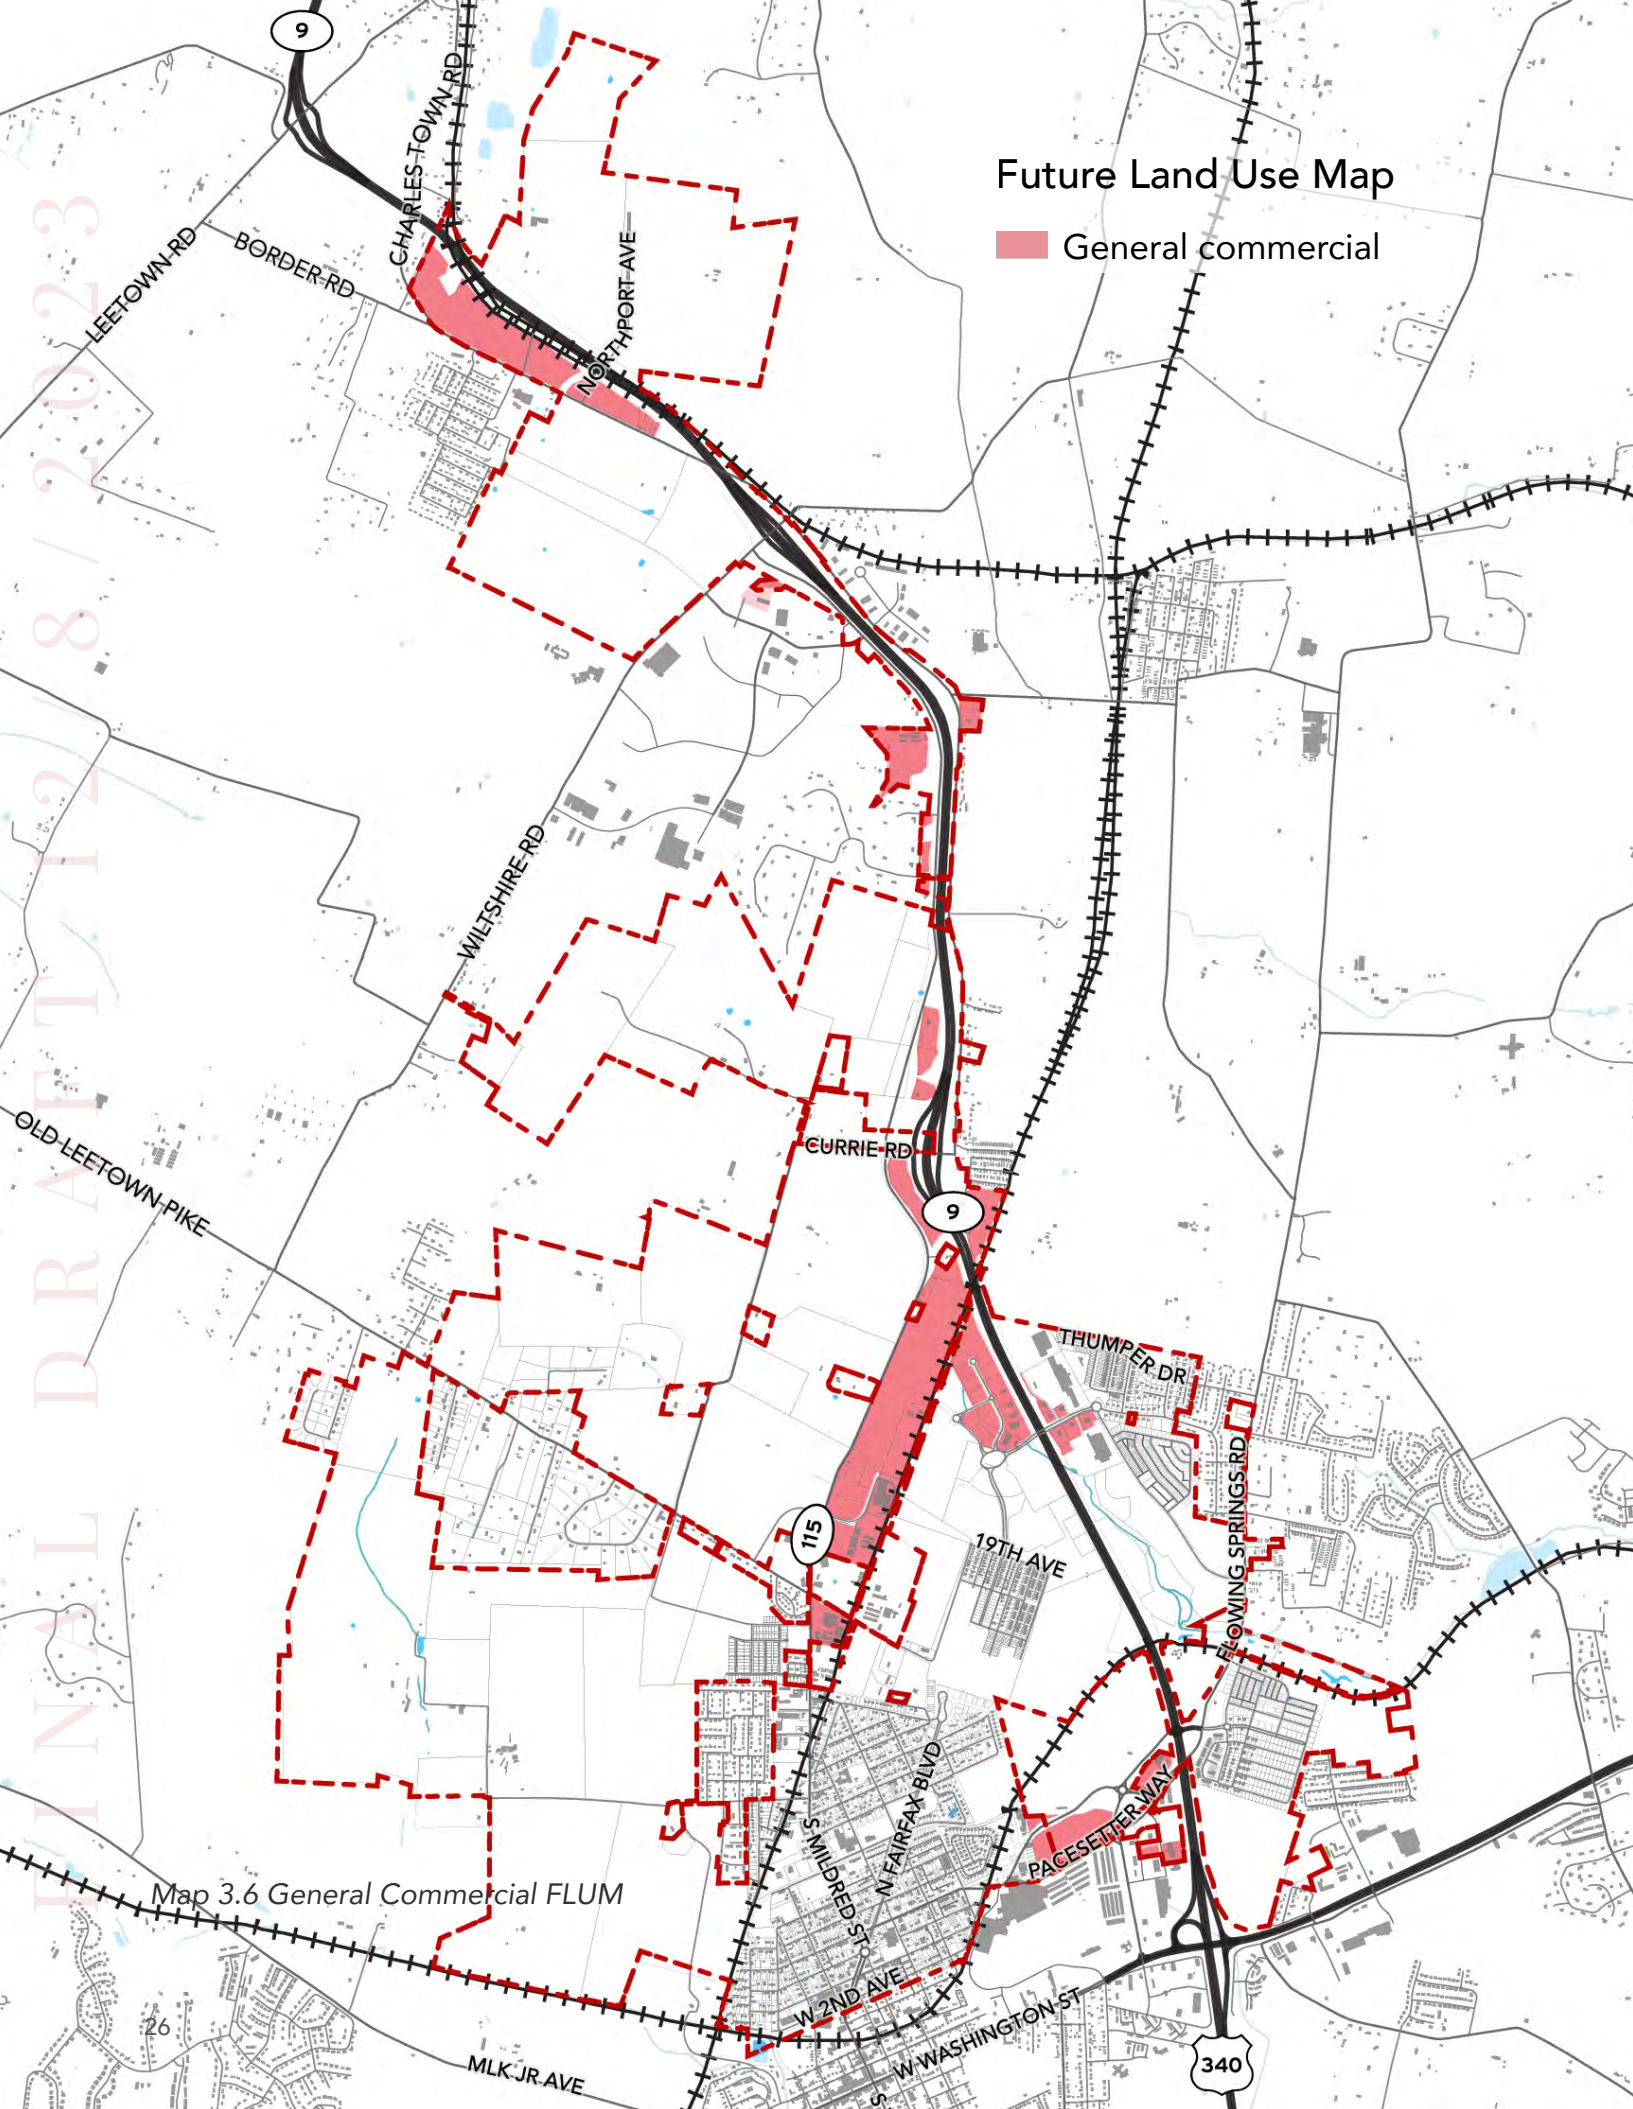 9
CHARLES TOWN RD
Future Land Use Map
General commercial
BORDER RD
LEETOWN RD
NORTHPORT AVE
WILTSHIRE RD
OLD LEETOWN PIKE
CURRIE RD
9
THUMPER DR
FLOWING SPRINGS RD
115
19TH AVE
PACESETTER WAY
N FAIRFAX BLVD
S MILDRED ST
Map 3.6 General Commercial FLUM
W 2ND AVE
W WASHINGTON ST
26
340
MLK JR AVE
S
FINAL DRAFT 12/8/2023